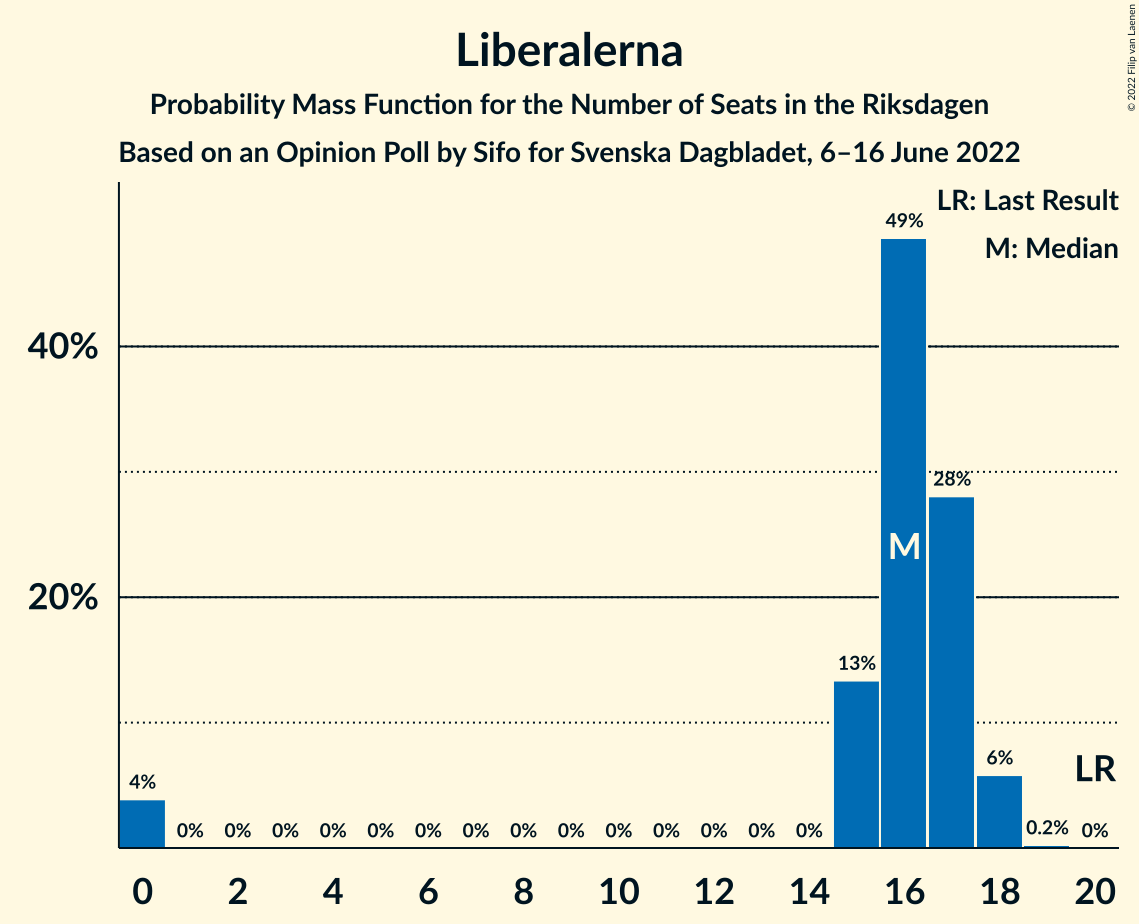 Liberalerna
Probability Mass Function for the Number of Seats in the Riksdagen
Based on an Opinion Poll by Sifo for Svenska Dagbladet, 6–16 June 2022
© 2022 Filip van Laenen
LR: Last Result
M: Median
49%
40%
28%
M
20%
13%
LR
6%
4%
0% 0% 0% 0% 0% 0% 0% 0% 0% 0% 0% 0% 0% 0% 0.2% 0%
0 2 4 6 8 10 12 14 16 18 20